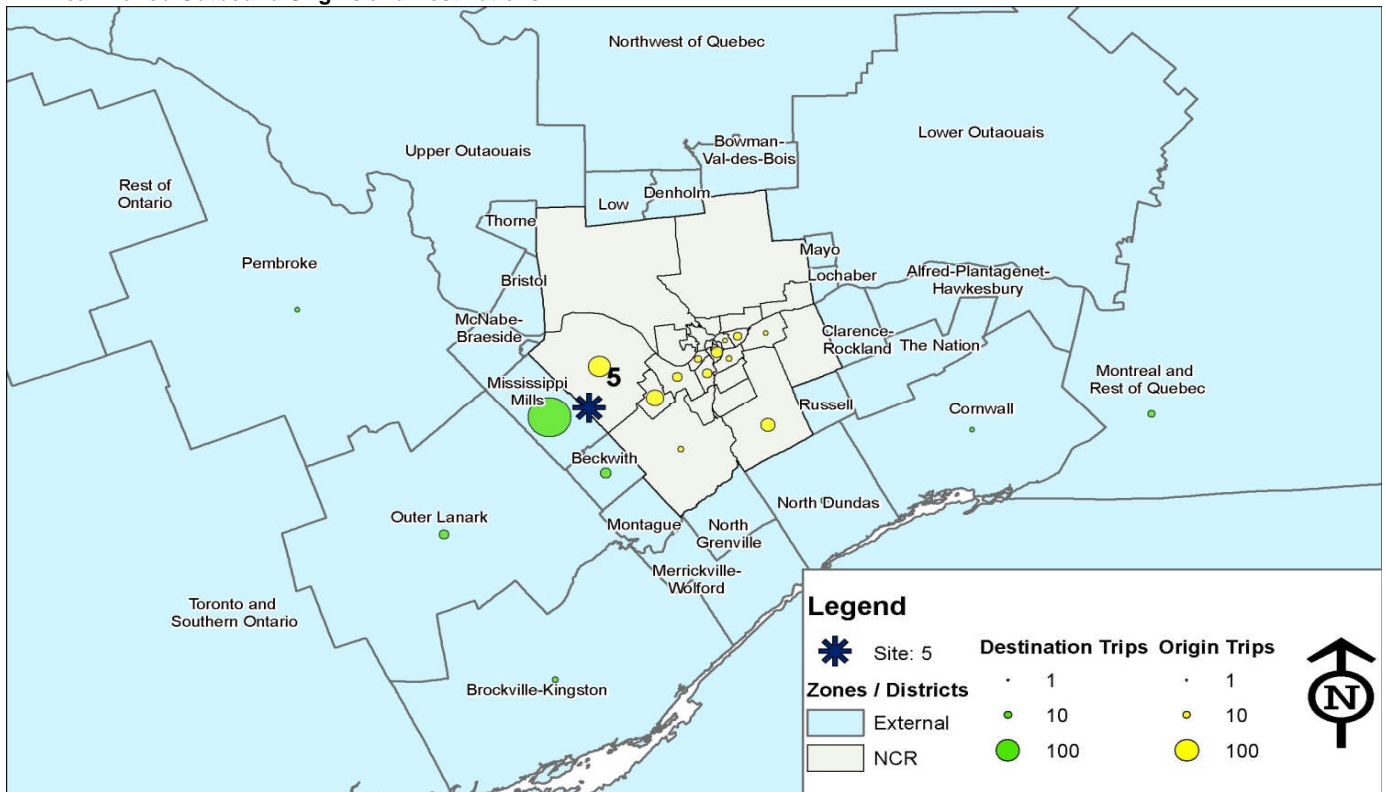 Northwest of Quebec
Lower Outaouais
Bowman-
Val-des-Bois
Upper Outaouais
Rest of
Ontario
Denholm
Low
Thorne
Mayo
Pembroke
Lochaber
Alfred-Plantagenet-
Hawkesbury
Bristol
McNabe-
Braeside
Clarence-
Rockland
The Nation
Montreal and
Rest of Quebec
5
Mississippi
Mills
Russell
Cornwall
Beckwith
North Dundas
Outer Lanark
Montague
North
Grenville
Merrickville-
Wolford
Toronto and
Southern Ontario
Brockville-Kingston
Legend
Site: 5
Zones / Districts
External
NCR
Destination Trips
1
10
100
Origin Trips
1
10
100
N